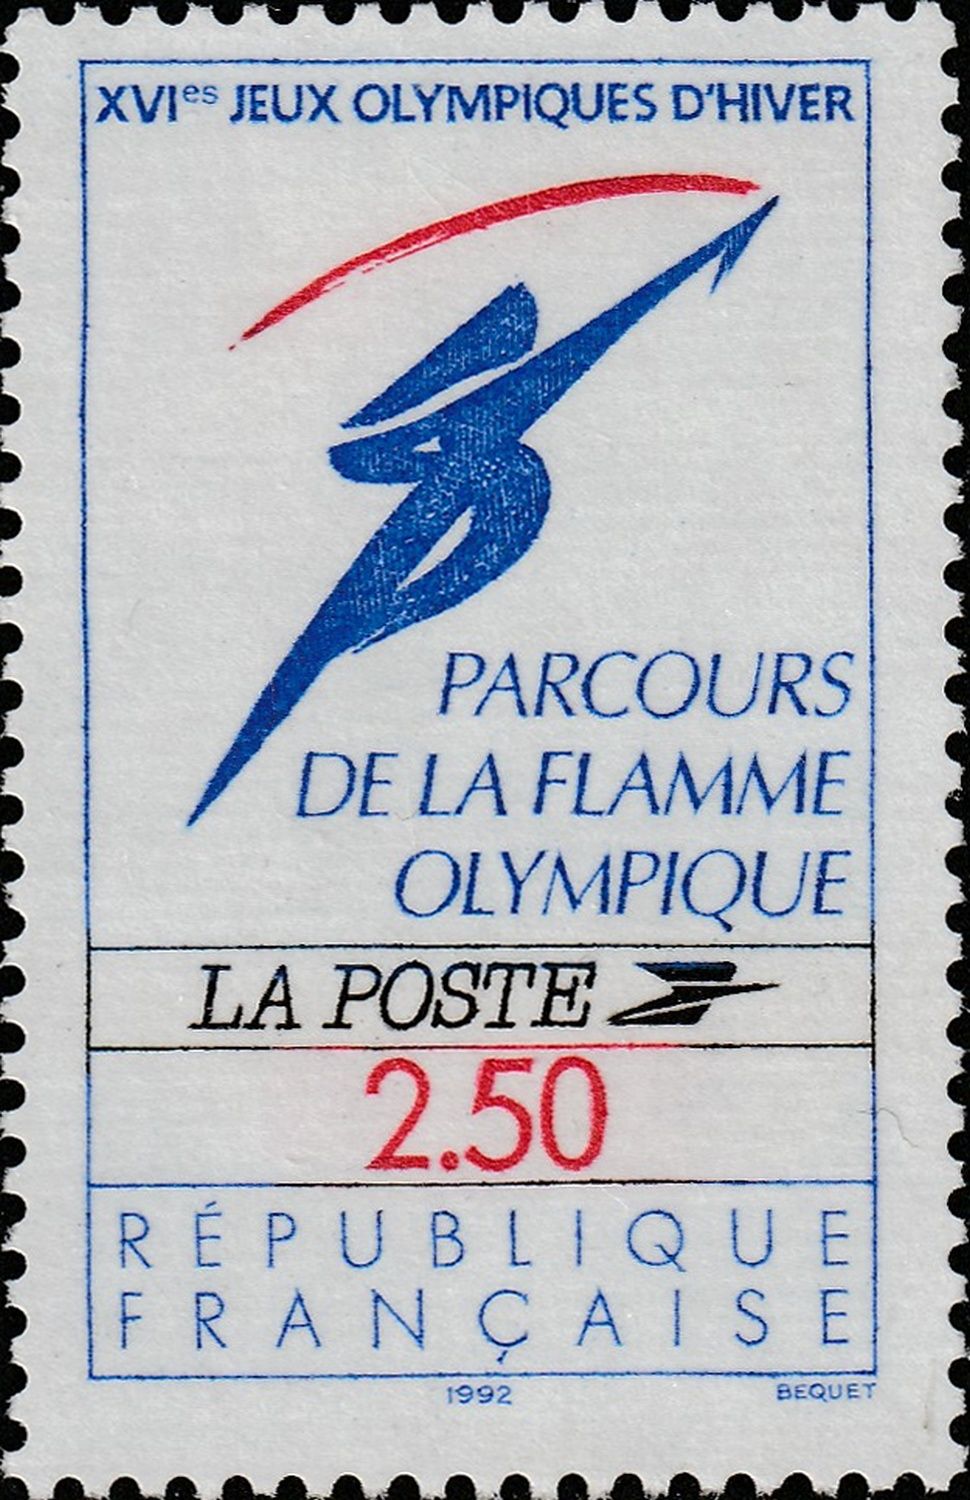 XVIes JEUX OLYMPIQUES D'HIVER
PARCOURS
DE LA FLAMME
OLYMPIQUE
LA POSTE
2.50
RÉPUBLIQUE
FRANÇAISE
1992 BEQUET